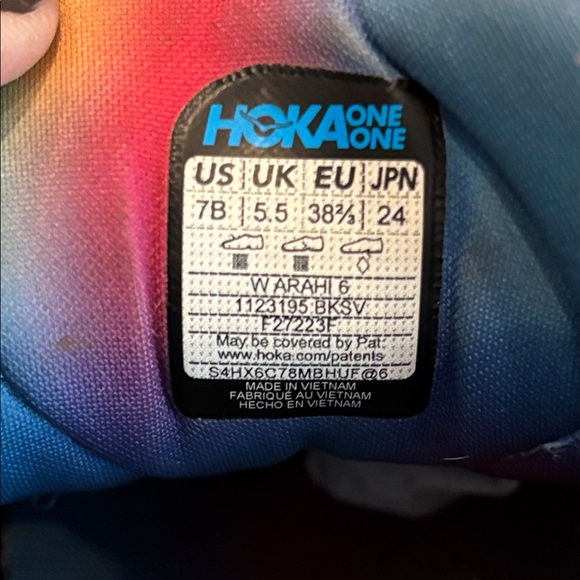 HOKA ONE ONE
US UK EU JPN
7B 5.5 38⅔ 24
W ARAHI 6
1123195 BKSV
F27223F
May be covered by Pat:
www.hoka.com/patents
S4HX6C78MBHUF@6
MADE IN VIETNAM
FABRIQUÉ AU VIETNAM
HECHO EN VIETNAM